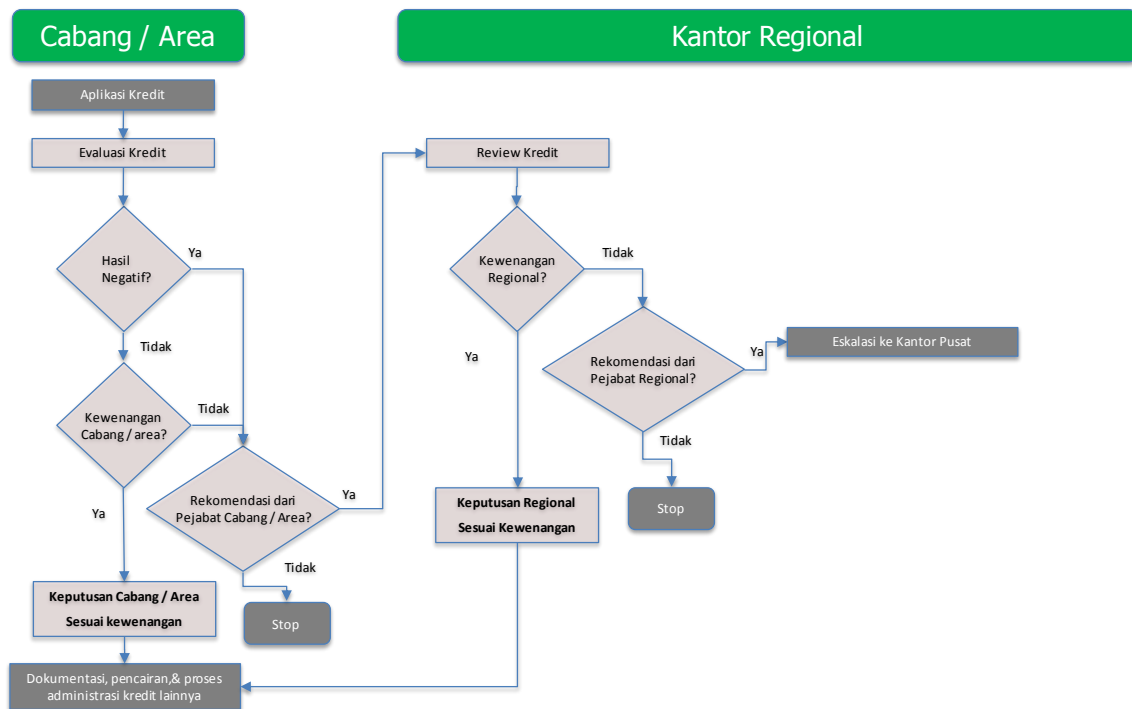 Cabang / Area
Kantor Regional
Aplikasi Kredit
Evaluasi Kredit
Review Kredit
Hasil
Negatif?
Ya
Tidak
Kewenangan
Cabang / area?
Tidak
Ya
Rekomendasi dari
Pejabat Cabang / Area?
Ya
Tidak
Stop
Keputusan Cabang / Area
Sesuai kewenangan
Dokumentasi, pencairan,& proses
administrasi kredit lainnya
Kewenangan
Regional?
Tidak
Ya
Rekomendasi dari
Pejabat Regional?
Ya
Eskalasi ke Kantor Pusat
Tidak
Stop
Keputusan Regional
Sesuai Kewenangan